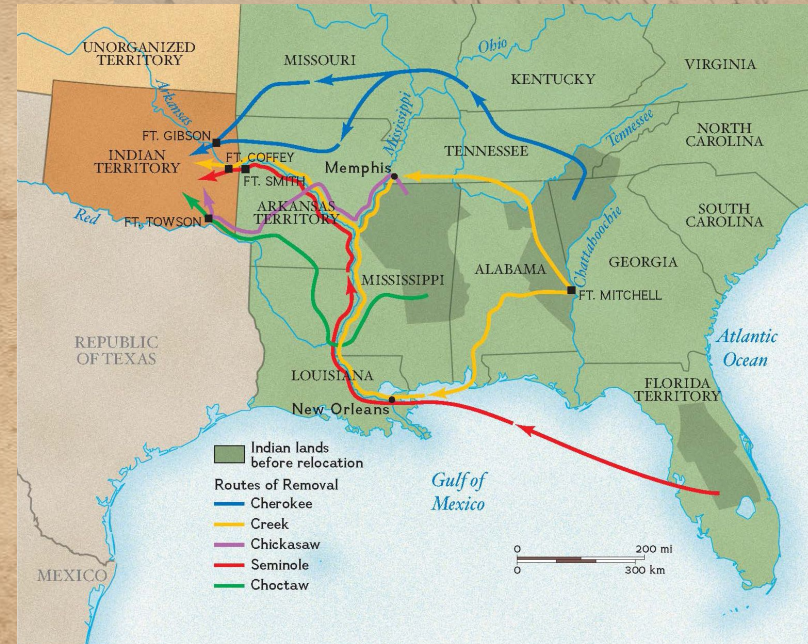 UNORGANIZED
TERRITORY
MISSOURI
Ohio
KENTUCKY
VIRGINIA
Arkansas
Mississippi
Tennessee
FT. GIBSON
NORTH
CAROLINA
INDIAN
TERRITORY
FT. COFFEY
TENNESSEE
Memphis
FT. SMITH
ARKANSAS
TERRITORY
Red
FT. TOWSON
SOUTH
CAROLINA
Chattahoochie
GEORGIA
MISSISSIPPI
ALABAMA
FT. MITCHELL
REPUBLIC
OF TEXAS
Atlantic
Ocean
LOUISIANA
New Orleans
FLORIDA
TERRITORY
Indian lands
before relocation
Routes of Removal
Cherokee
Creek
Chickasaw
Seminole
Choctaw
Gulf of
Mexico
0 200 mi
0 300 km
MEXICO